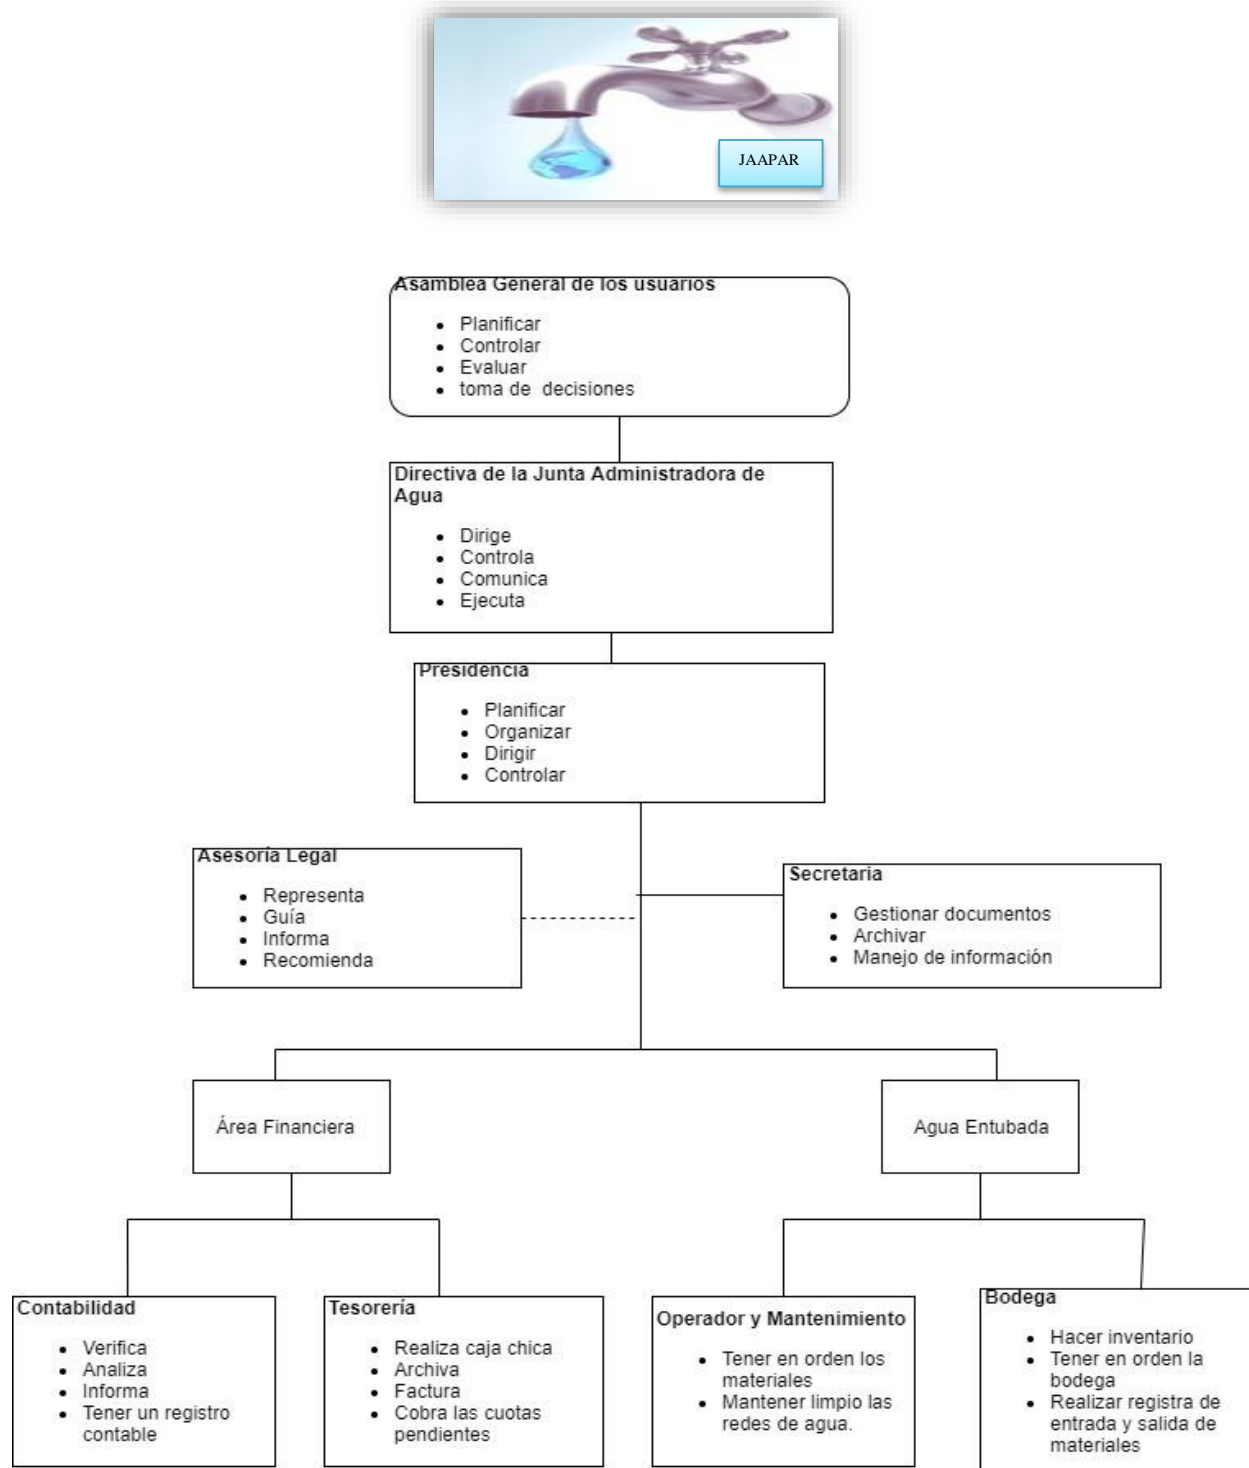 JAAPAR
Asamblea General de los usuarios
Planificar
Controlar
Evaluar
toma de decisiones
Directiva de la Junta Administradora de
Agua
Dirige
Controla
Comunica
Ejecuta
Presidencia
Planificar
Organizar
Dirigir
Controlar
Asesoría Legal
Representa
Guía
Informa
Recomienda
Secretaria
Gestionar documentos
Archivar
Manejo de información
Área Financiera
Agua Entubada
Contabilidad
Verifica
Analiza
Informa
Tener un registro
contable
Tesorería
Realiza caja chica
Archiva
Factura
Cobra las cuotas
pendientes
Operador y Mantenimiento
Tener en orden los
materiales
Mantener limpio las
redes de agua.
Bodega
Hacer inventario
Tener en orden la
bodega
Realizar registra de
entrada y salida de
materiales